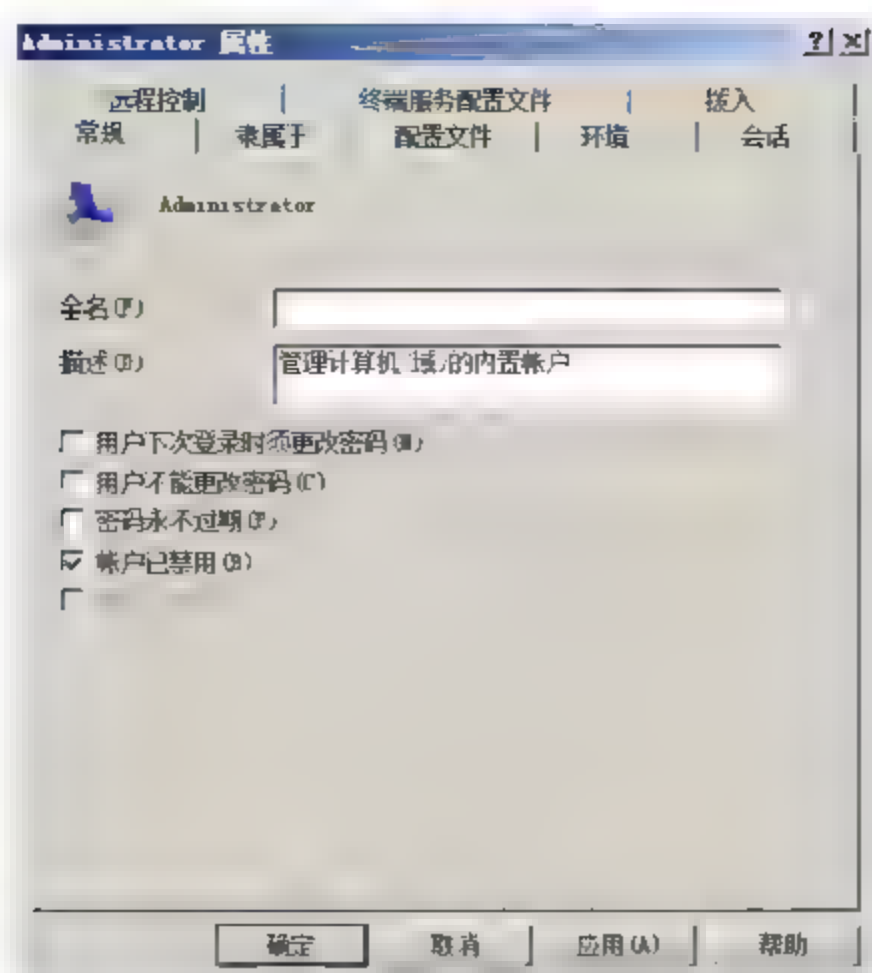 Administrator 属性
远程控制 终端服务配置文件 拨入
常规 隶属于 配置文件 环境 会话
Administrator
全名(F)
描述(D) 管理计算机(域)的内置帐户
用户下次登录时须更改密码(M)
用户不能更改密码(C)
密码永不过期(P)
帐户已禁用(B)
确定 取消 应用(A) 帮助